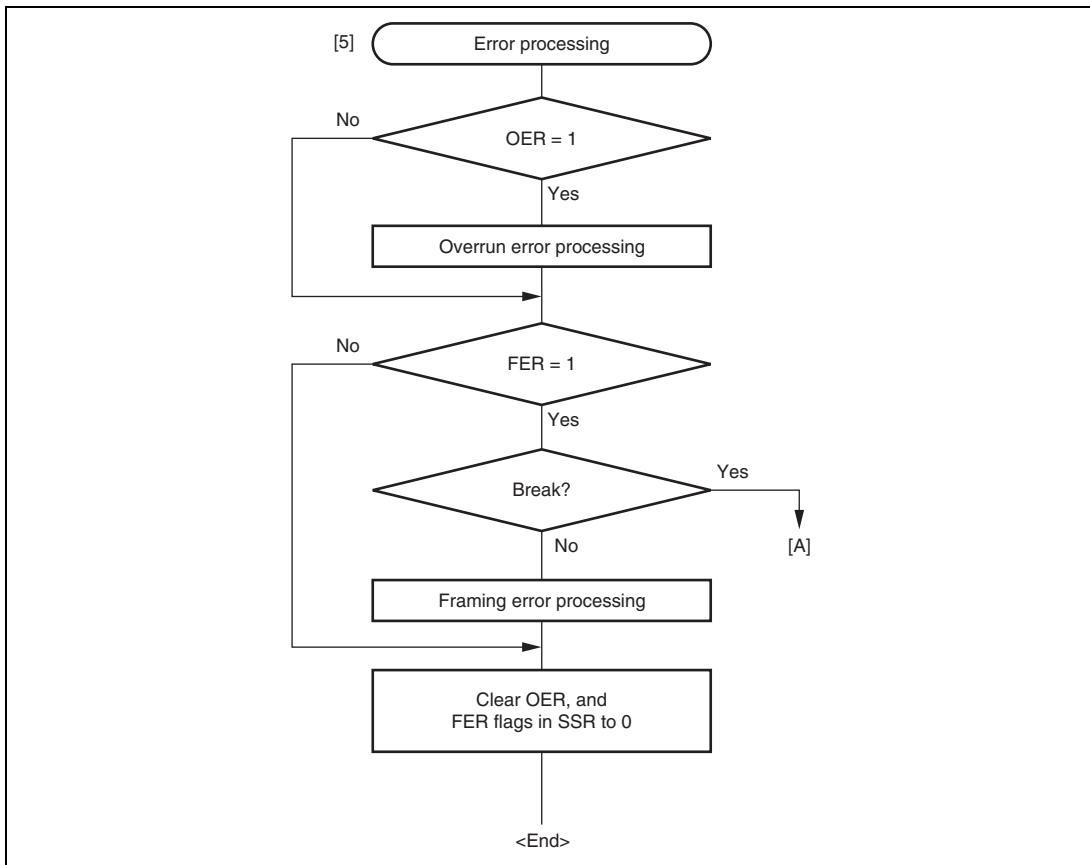 [5]
Error processing
No
OER = 1
Yes
Overrun error processing
No
FER = 1
Yes
Break?
Yes
[A]
No
Framing error processing
Clear OER, and
FER flags in SSR to 0
<End>